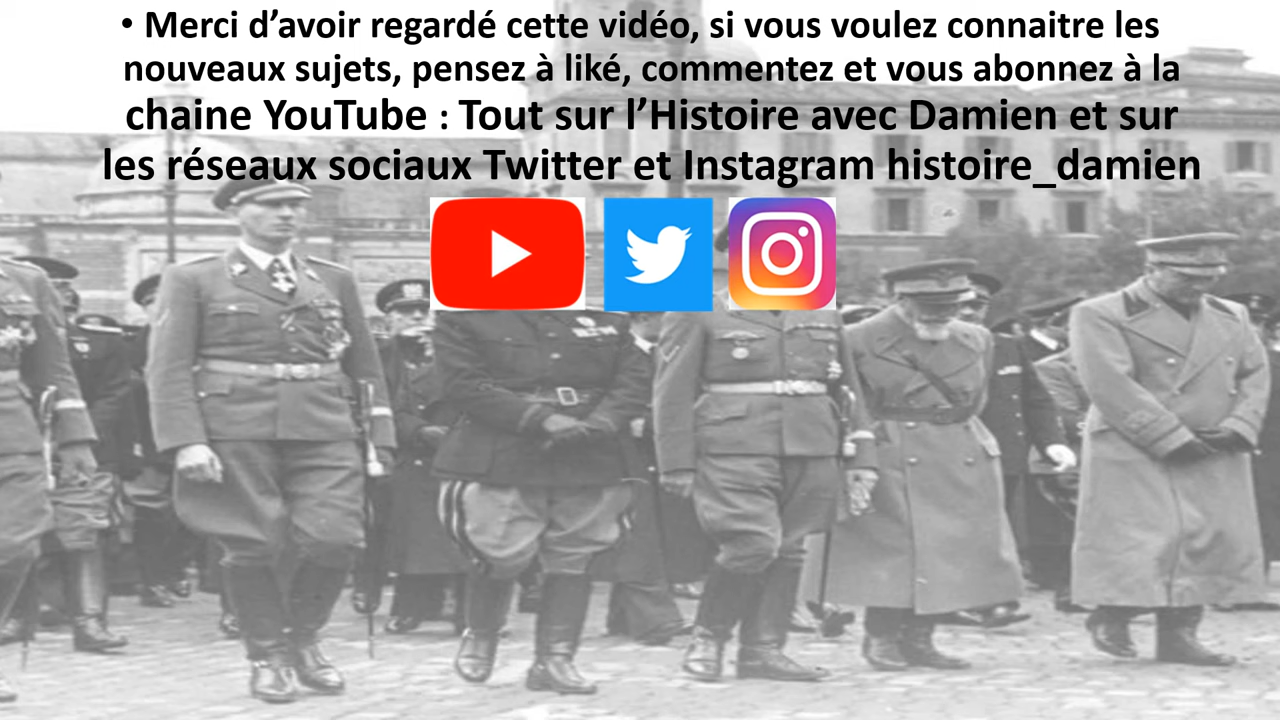 • Merci d’avoir regardé cette vidéo, si vous voulez connaitre les
nouveaux sujets, pensez à liké, commentez et vous abonnez à la
chaine YouTube : Tout sur l’Histoire avec Damien et sur
les réseaux sociaux Twitter et Instagram histoire_damien